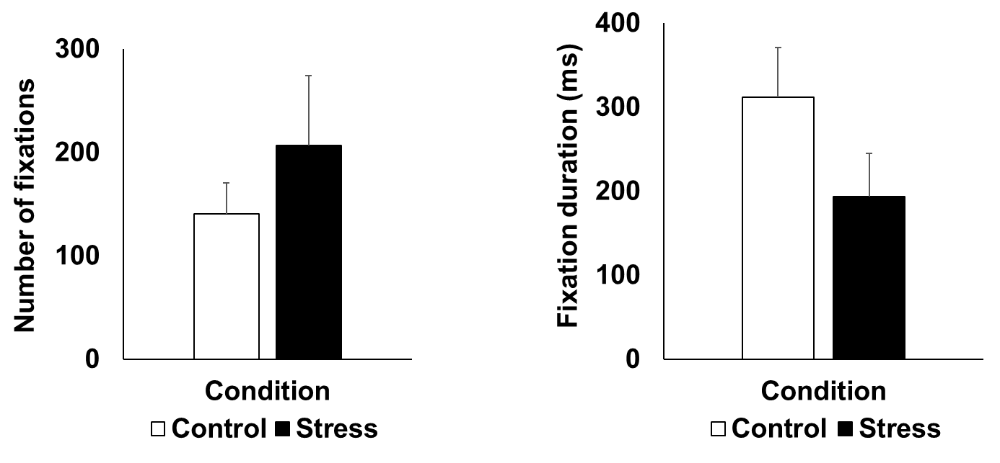 Number of fixations
300
200
100
0
Condition
Control Stress
Fixation duration (ms)
400
300
200
100
0
Condition
Control Stress